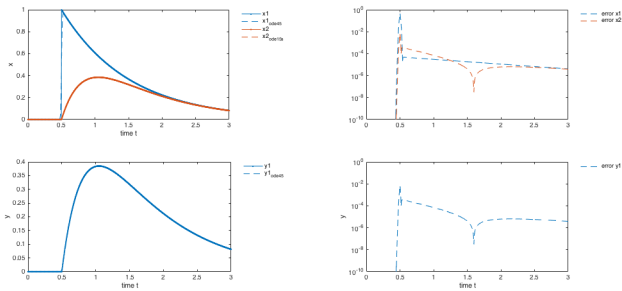 x1
x1ode45
x2
x2ode15s
1
0.8
0.6
0.4
0.2
0
x
0 0.5 1 1.5 2 2.5 3
time t
error x1
error x2
10^0
10^-2
10^-4
10^-6
10^-8
10^-10
x
0 0.5 1 1.5 2 2.5 3
time t
y1
y1ode45
0.4
0.35
0.3
0.25
0.2
0.15
0.1
0.05
0
y
0 0.5 1 1.5 2 2.5 3
time t
error y1
10^0
10^-2
10^-4
10^-6
10^-8
10^-10
y
0 0.5 1 1.5 2 2.5 3
time t